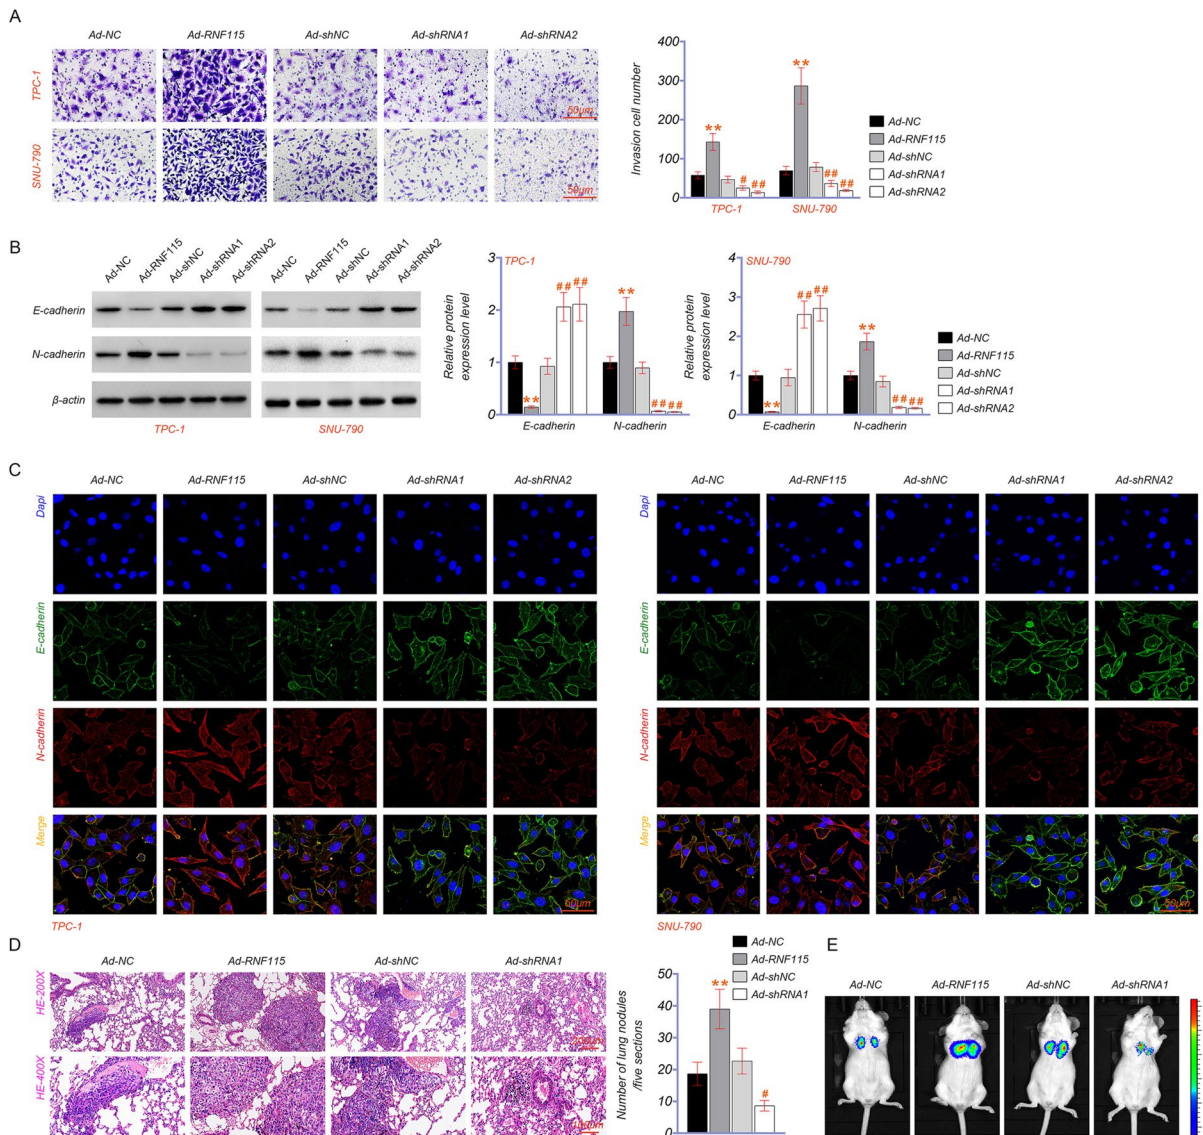 A
Ad-NC Ad-RNF115 Ad-shNC Ad-shRNA1 Ad-shRNA2
TPC-1
50μm
SNU-790
50μm
Invasion cell number
400
300
200
100
0
**
#
##
**
##
##
TPC-1 SNU-790
Ad-NC
Ad-RNF115
Ad-shNC
Ad-shRNA1
Ad-shRNA2
B
Ad-NC Ad-RNF115 Ad-shNC Ad-shRNA1 Ad-shRNA2 Ad-NC Ad-RNF115 Ad-shNC Ad-shRNA1 Ad-shRNA2
E-cadherin
N-cadherin
β-actin
TPC-1 SNU-790
Relative protein
expression level
3
2
1
0
TPC-1
** ## ## ** ## ##
E-cadherin N-cadherin
Relative protein
expression level
4
3
2
1
0
SNU-790
** ## ## ** ## ##
E-cadherin N-cadherin
Ad-NC
Ad-RNF115
Ad-shNC
Ad-shRNA1
Ad-shRNA2
C
Ad-NC Ad-RNF115 Ad-shNC Ad-shRNA1 Ad-shRNA2
Dapi
E-cadherin
N-cadherin
Merge
50μm
TPC-1
Ad-NC Ad-RNF115 Ad-shNC Ad-shRNA1 Ad-shRNA2
Dapi
E-cadherin
N-cadherin
Merge
50μm
SNU-790
D
Ad-NC Ad-RNF115 Ad-shNC Ad-shRNA1
HE-200X
200μm
HE-400X
100μm
Ad-NC
Ad-RNF115
Ad-shNC
Ad-shRNA1
Number of lung nodules
/five sections
50
40
30
20
10
0
**
#
E
Ad-NC Ad-RNF115 Ad-shNC Ad-shRNA1